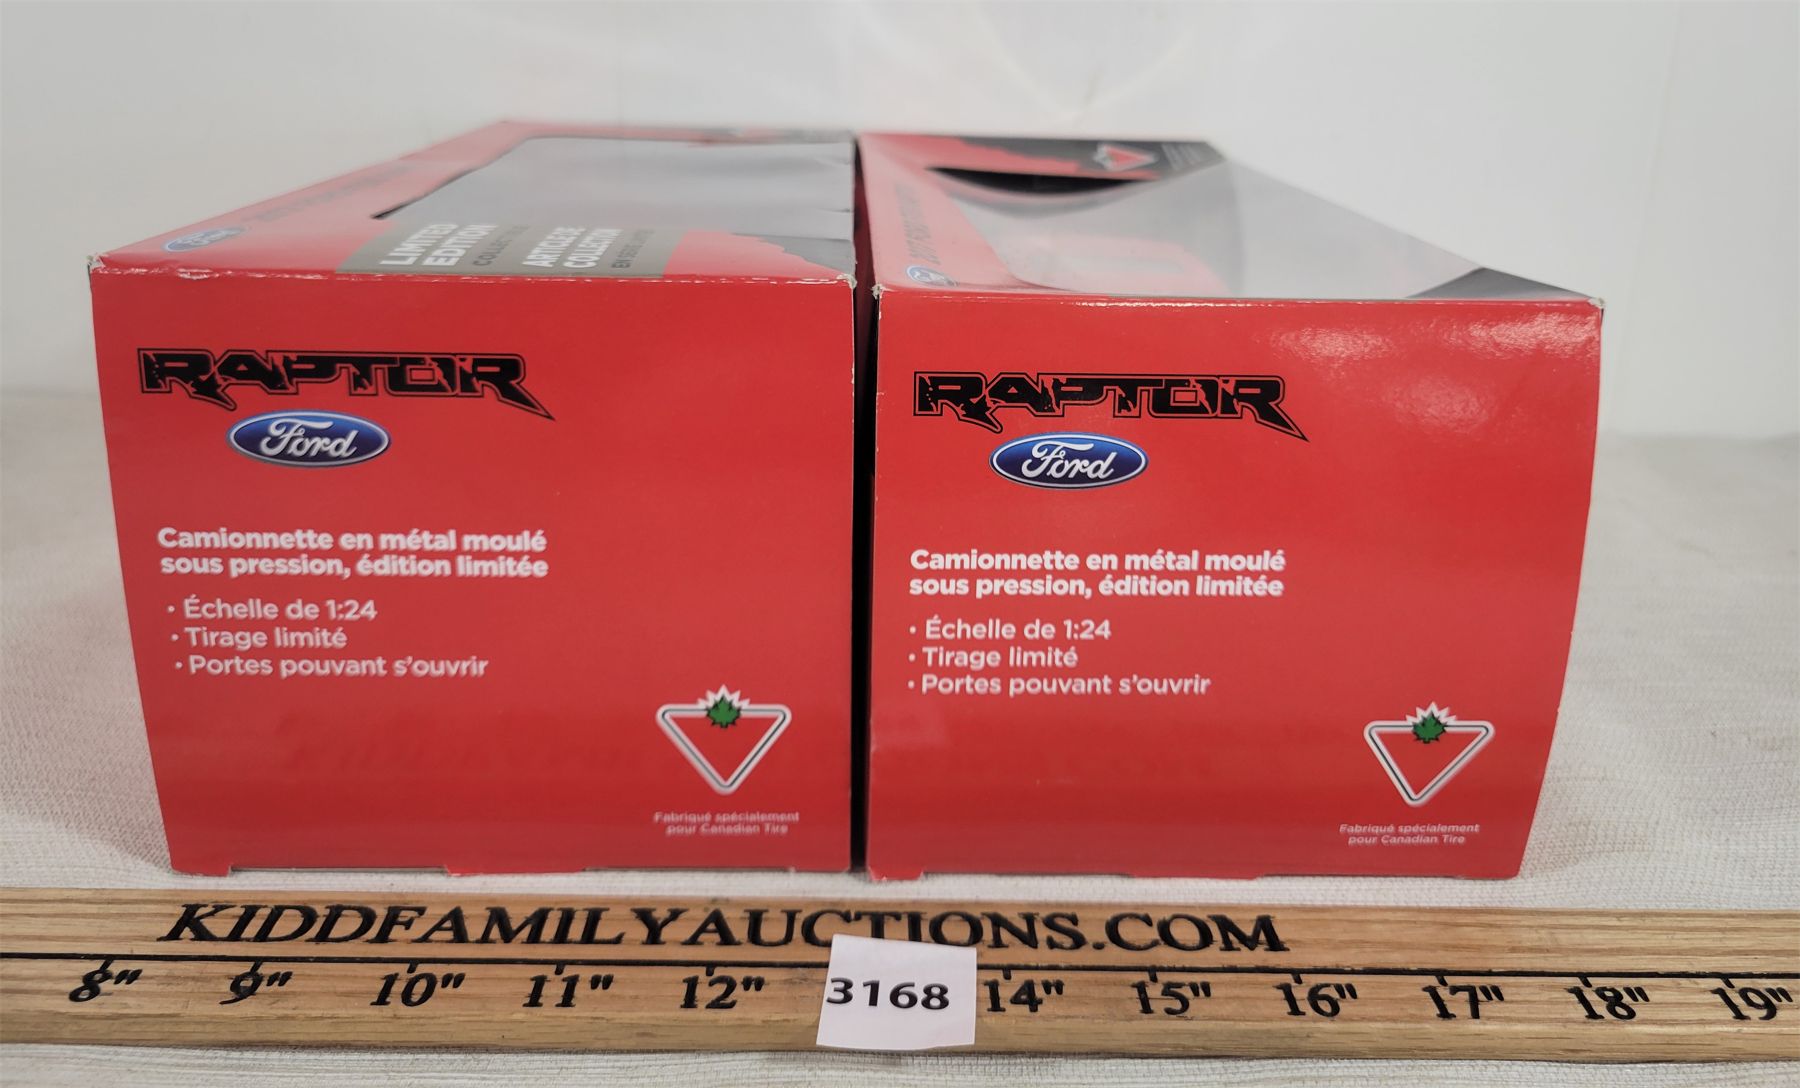 LIMITED
EDITION
ARTICLE DE
COLLECTION
RAPTOR
Ford
Camionnette en métal moulé
sous pression, édition limitée
• Échelle de 1:24
• Tirage limité
• Portes pouvant s'ouvrir
Fabriqué spécialement
pour Canadian Tire
Ford
RAPTOR
Ford
Camionnette en métal moulé
sous pression, édition limitée
• Échelle de 1:24
• Tirage limité
• Portes pouvant s'ouvrir
Fabriqué spécialement
pour Canadian Tire
KIDDFAMILYAUCTIONS.COM
8" 9" 10" 11" 12" 3168 14" 15" 16" 17" 18" 19"